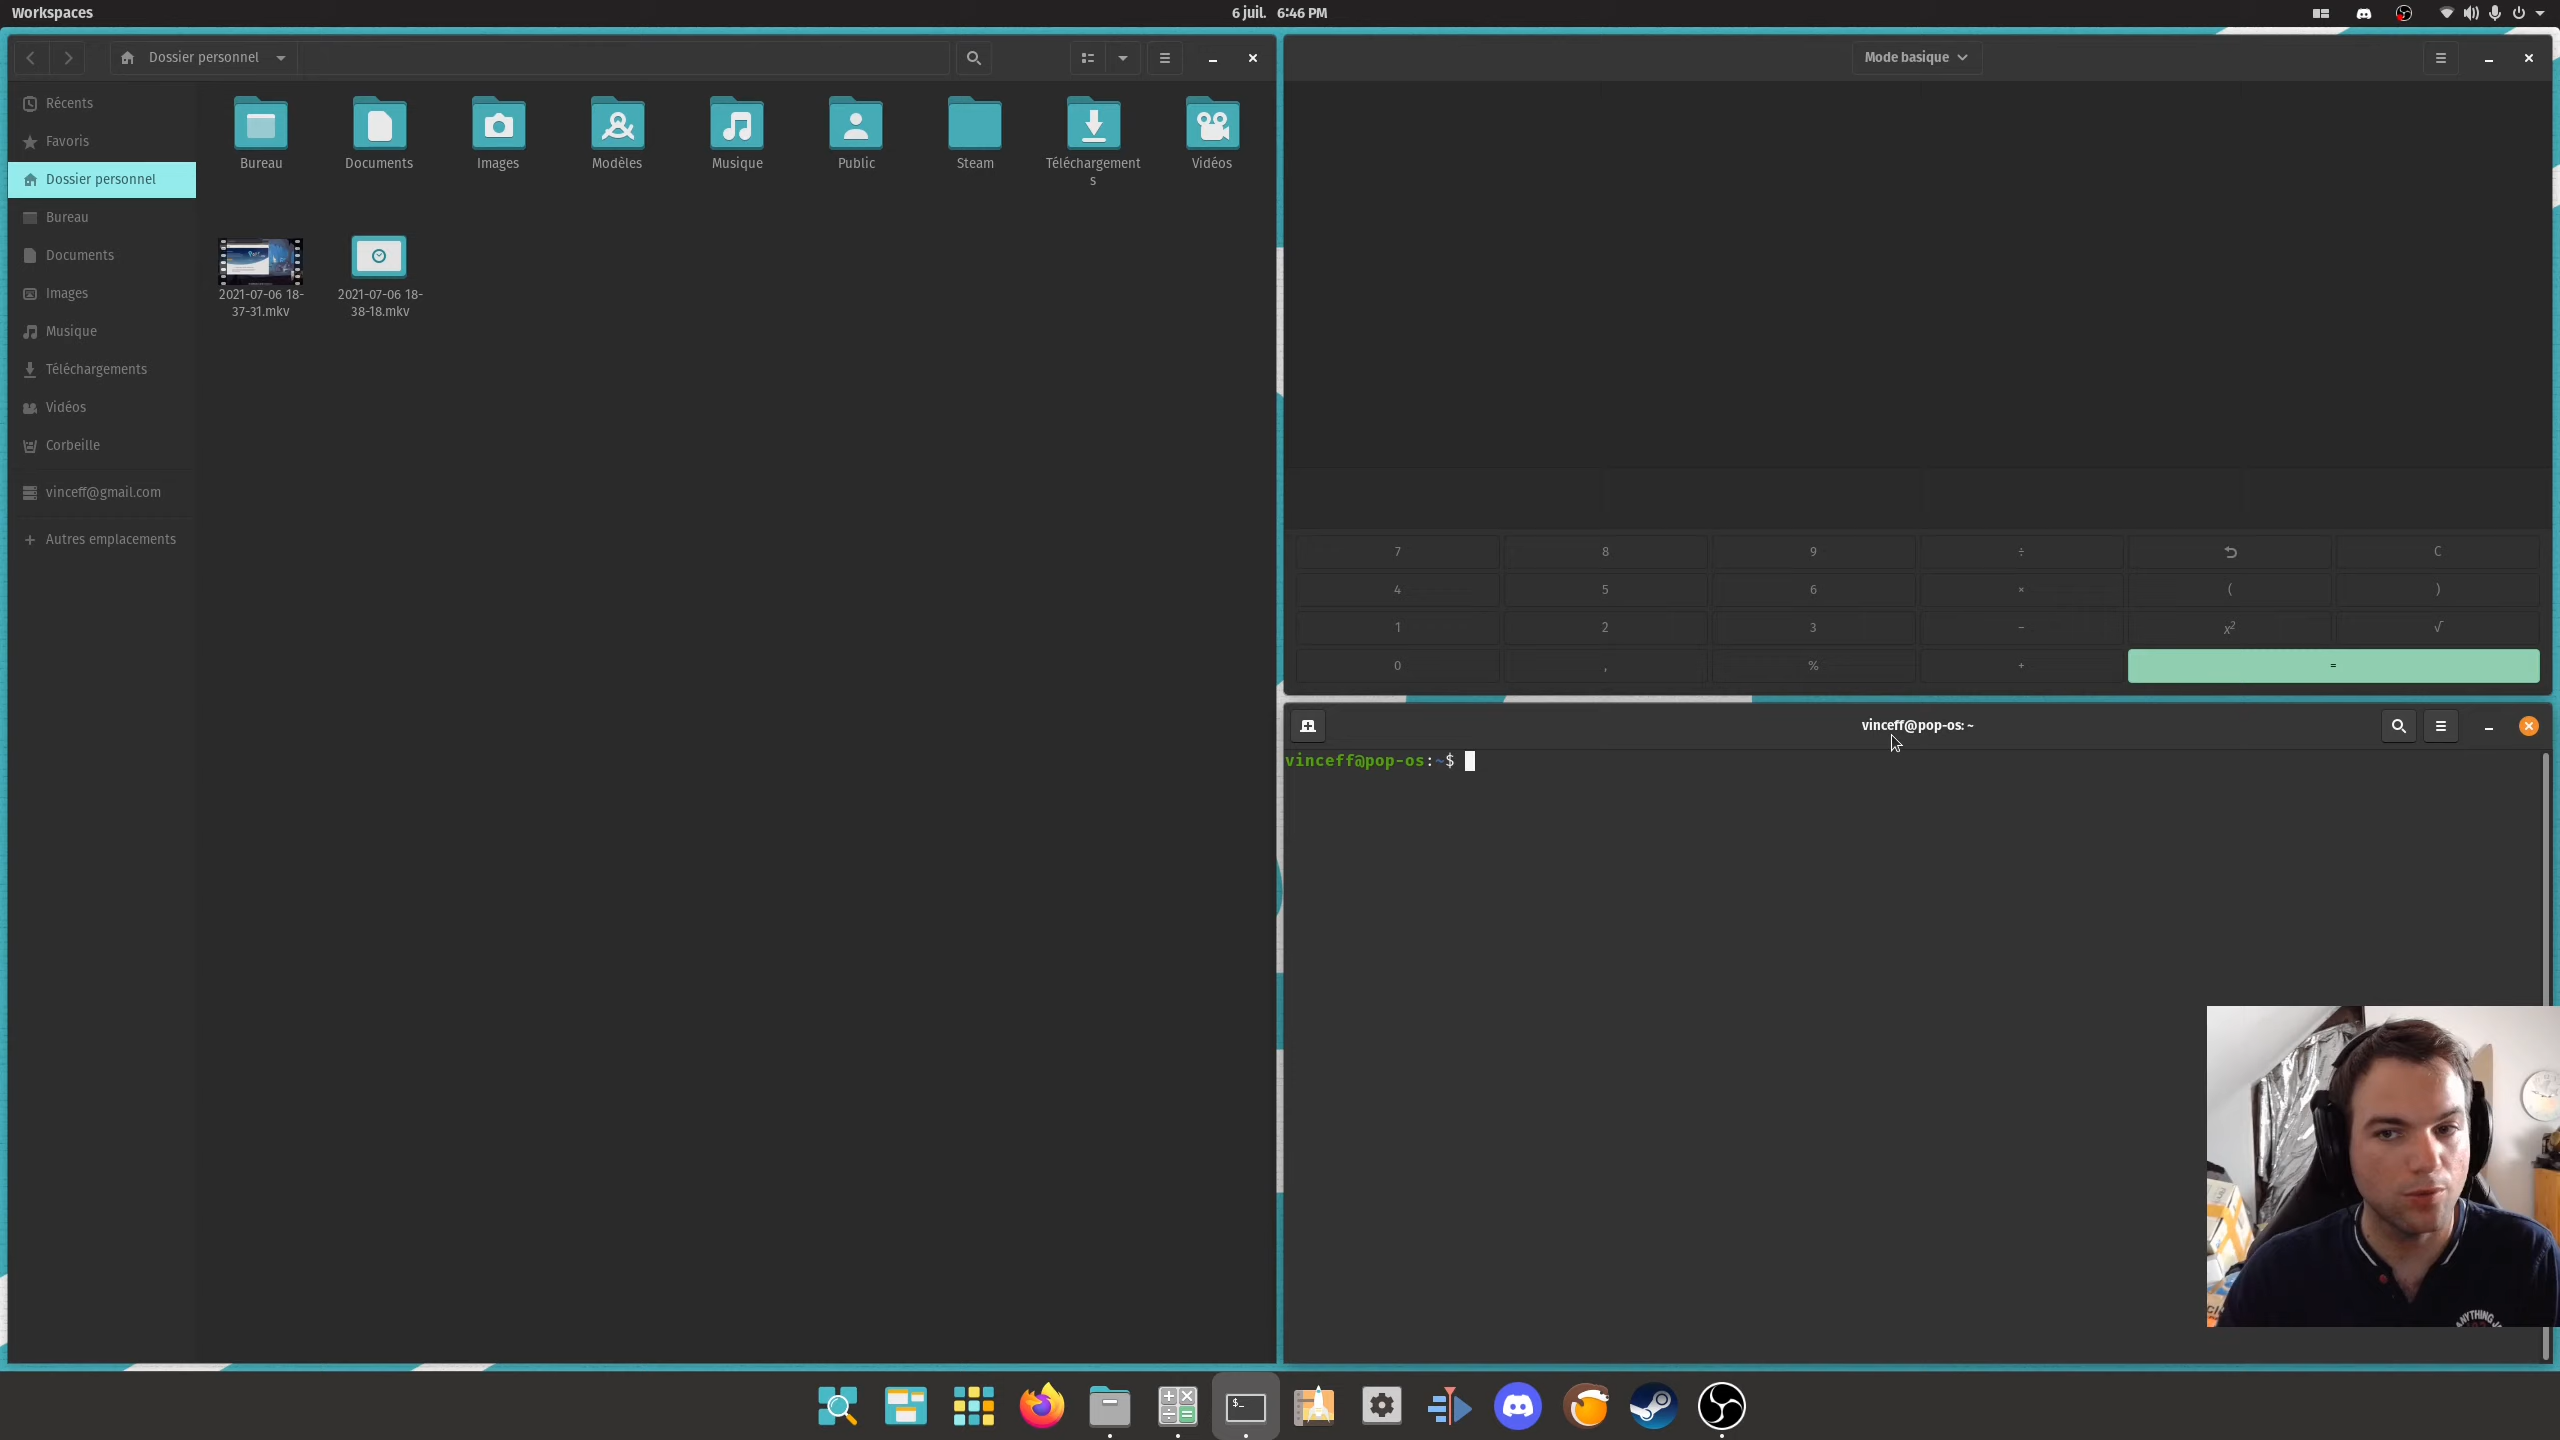 Workspaces
6 juil. 6:46 PM
Dossier personnel
Mode basique
Récents
Favoris
Dossier personnel
Bureau
Documents
Images
Musique
Téléchargements
Vidéos
Corbeille
vinceff@gmail.com
Autres emplacements
Bureau
Documents
Images
Modèles
Musique
Public
Steam
Téléchargement
s
Vidéos
2021-07-06 18-
37-31.mkv
2021-07-06 18-
38-18.mkv
7 8 9 ÷ C
4 5 6 × ( )
1 2 3 − x² √
0 , % + =
vinceff@pop-os: ~
vinceff@pop-os:~$
$_